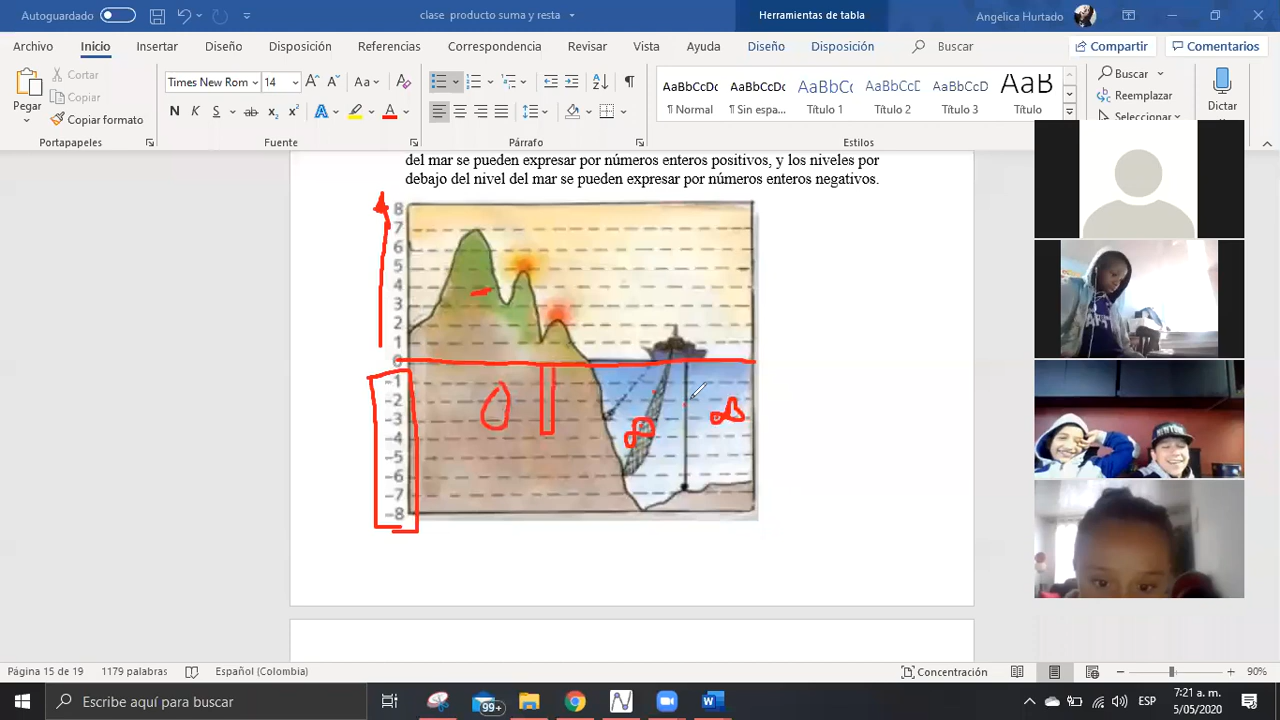 Autoguardado
clase producto suma y resta
Herramientas de tabla
Angelica Hurtado
Archivo Inicio Insertar Diseño Disposición Referencias Correspondencia Revisar Vista Ayuda Diseño Disposición Buscar Compartir Comentarios
Pegar
Cortar
Copiar
Copiar formato
Portapapeles
Times New Rom 14 Aa
N K S ab x₂ x² A A
Fuente
Párrafo
AaBbCcDc AaBbCcDc AaBbC AaBbCcD AaBbCcD AaB
¶ Normal ¶ Sin espa... Título 1 Título 2 Título 3 Título
Estilos
Buscar
Reemplazar
Seleccionar
Dictar
del mar se pueden expresar por números enteros positivos, y los niveles por
debajo del nivel del mar se pueden expresar por números enteros negativos.
8
7
6
5
4
3
2
1
0
-1
-2
-3
-4
-5
-6
-7
-8
Página 15 de 19 1179 palabras Español (Colombia) Concentración 90%
Escribe aquí para buscar
99+
ESP
7:21 a. m.
5/05/2020